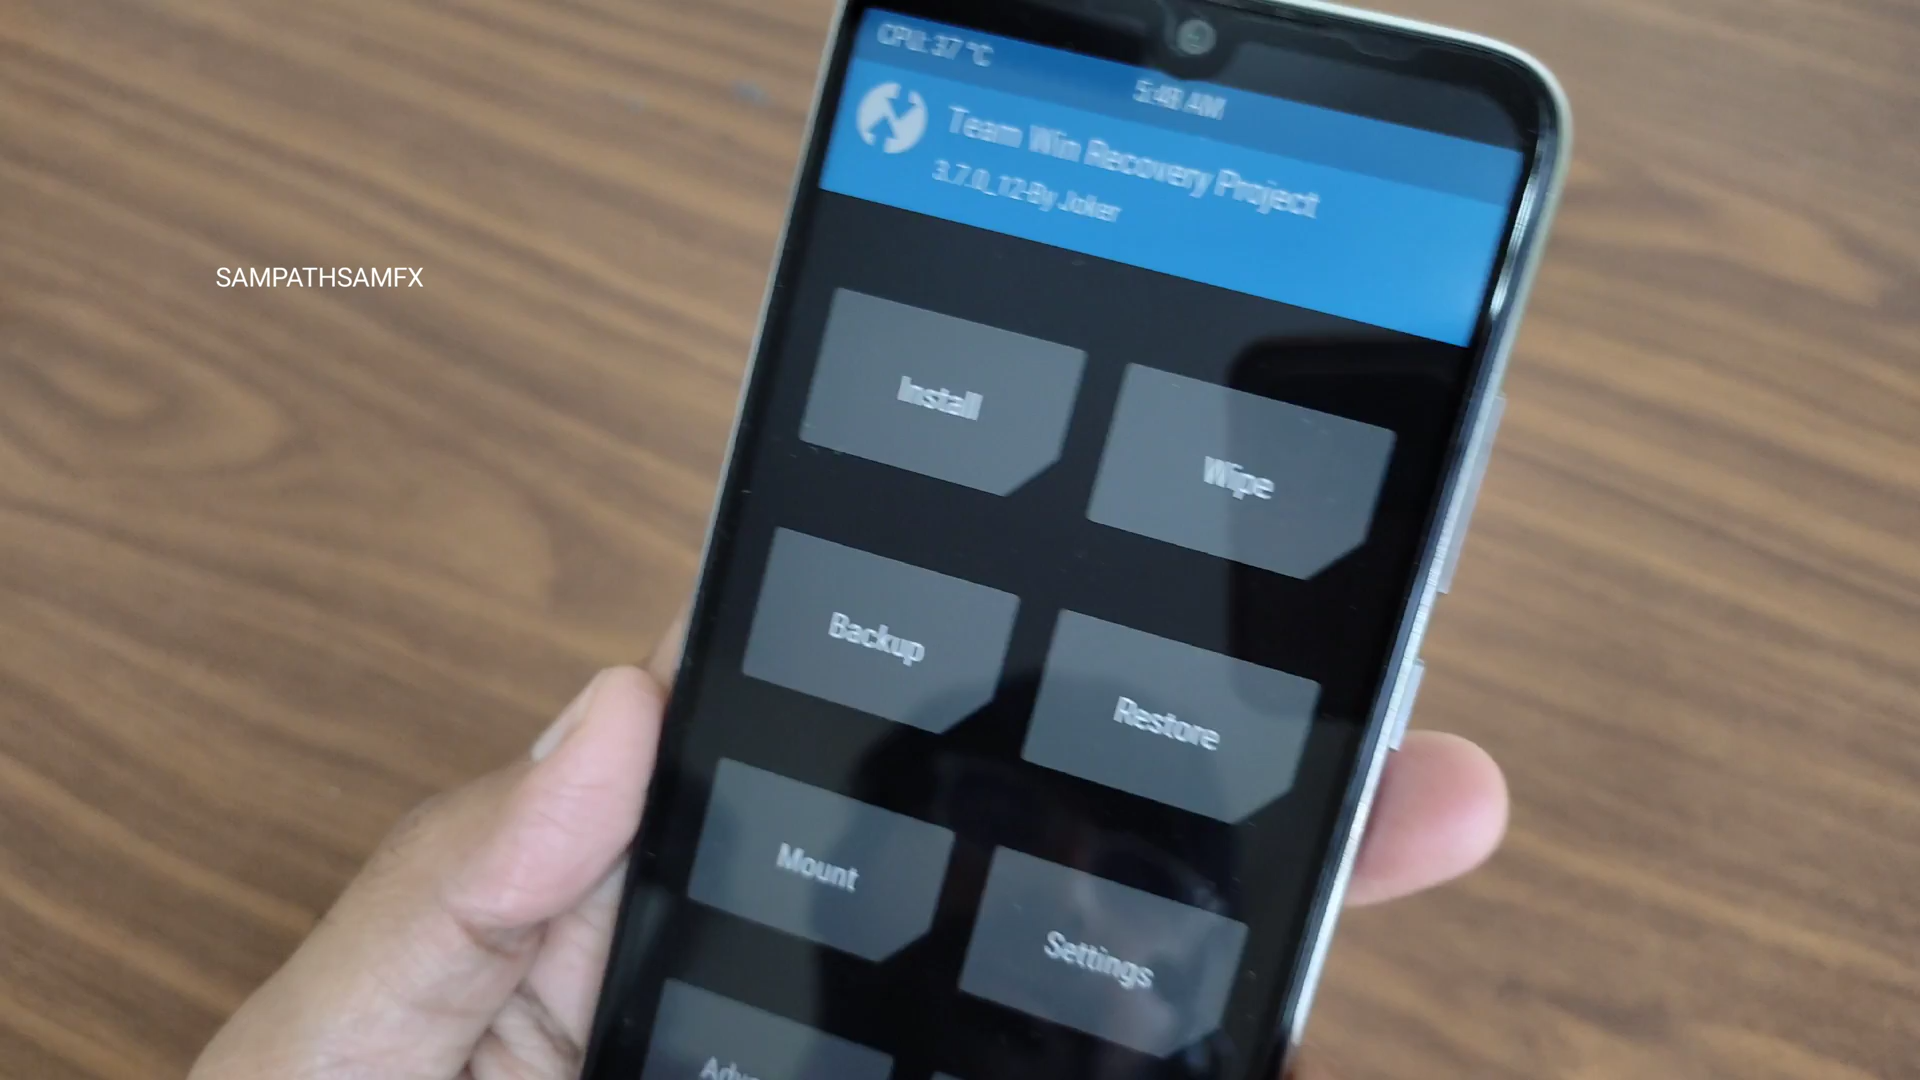 CPU: 37 °C
5:48 AM
Team Win Recovery Project
3.7.0_12-By Joker
SAMPATHSAMFX
Install
Wipe
Backup
Restore
Mount
Settings